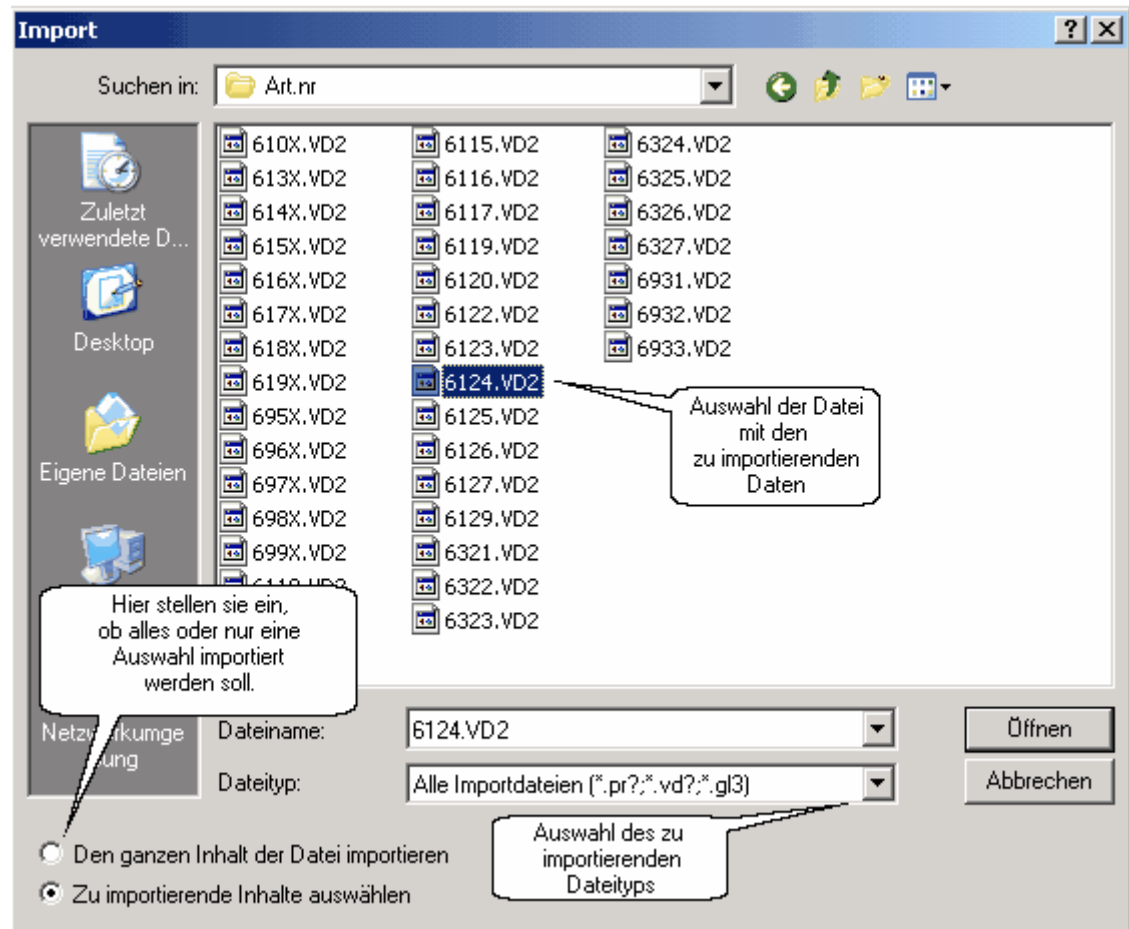 Import
Suchen in:
Art.nr
Zuletzt
verwendete D...
Desktop
Eigene Dateien
Netzwerkumge
610X.VD2
613X.VD2
614X.VD2
615X.VD2
616X.VD2
617X.VD2
618X.VD2
619X.VD2
695X.VD2
696X.VD2
697X.VD2
698X.VD2
699X.VD2
6115.VD2
6116.VD2
6117.VD2
6119.VD2
6120.VD2
6122.VD2
6123.VD2
6124.VD2
6125.VD2
6126.VD2
6127.VD2
6129.VD2
6321.VD2
6322.VD2
6323.VD2
6324.VD2
6325.VD2
6326.VD2
6327.VD2
6931.VD2
6932.VD2
6933.VD2
Auswahl der Datei
mit den
zu importierenden
Daten
Hier stellen sie ein,
ob alles oder nur eine
Auswahl importiert
werden soll.
Dateiname:
6124.VD2
Öffnen
Dateityp:
Alle Importdateien (*.pr?;*.vd?;*.gl3)
Abbrechen
Auswahl des zu
importierenden
Dateityps
Den ganzen Inhalt der Datei importieren
Zu importierende Inhalte auswählen